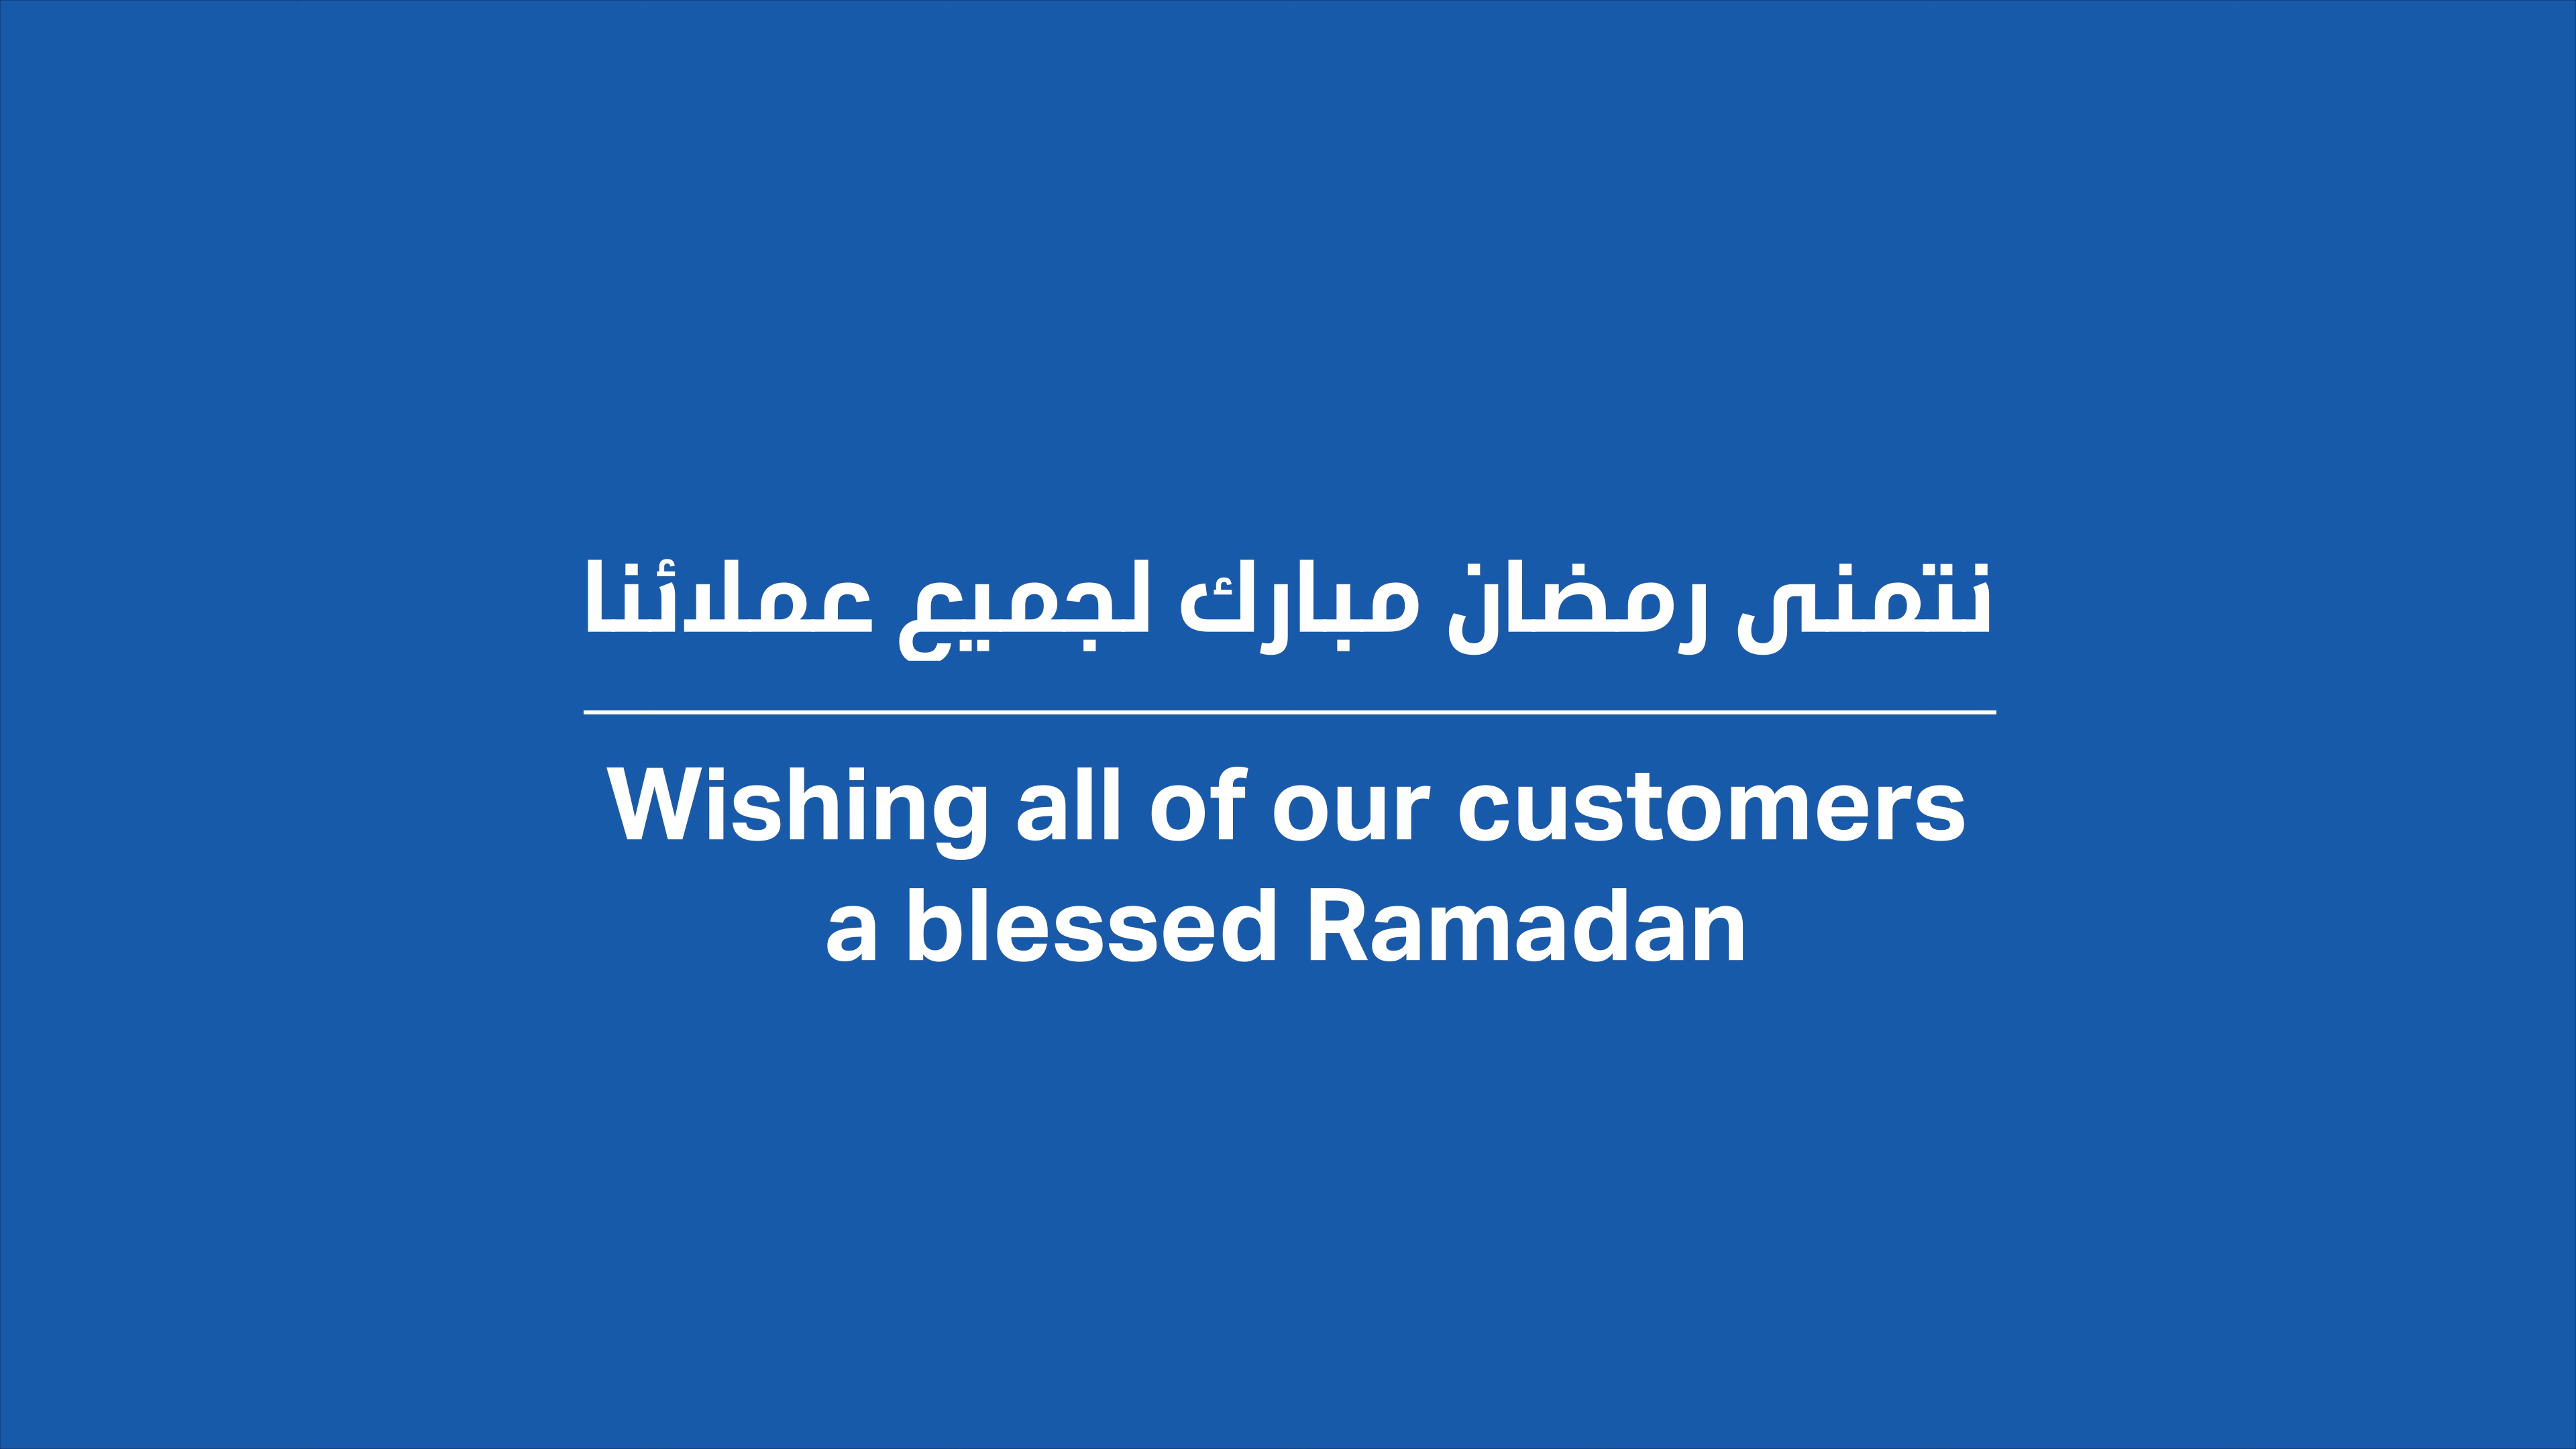 نتمنى رمضان مبارك لجميع عملائنا
Wishing all of our customers
a blessed Ramadan